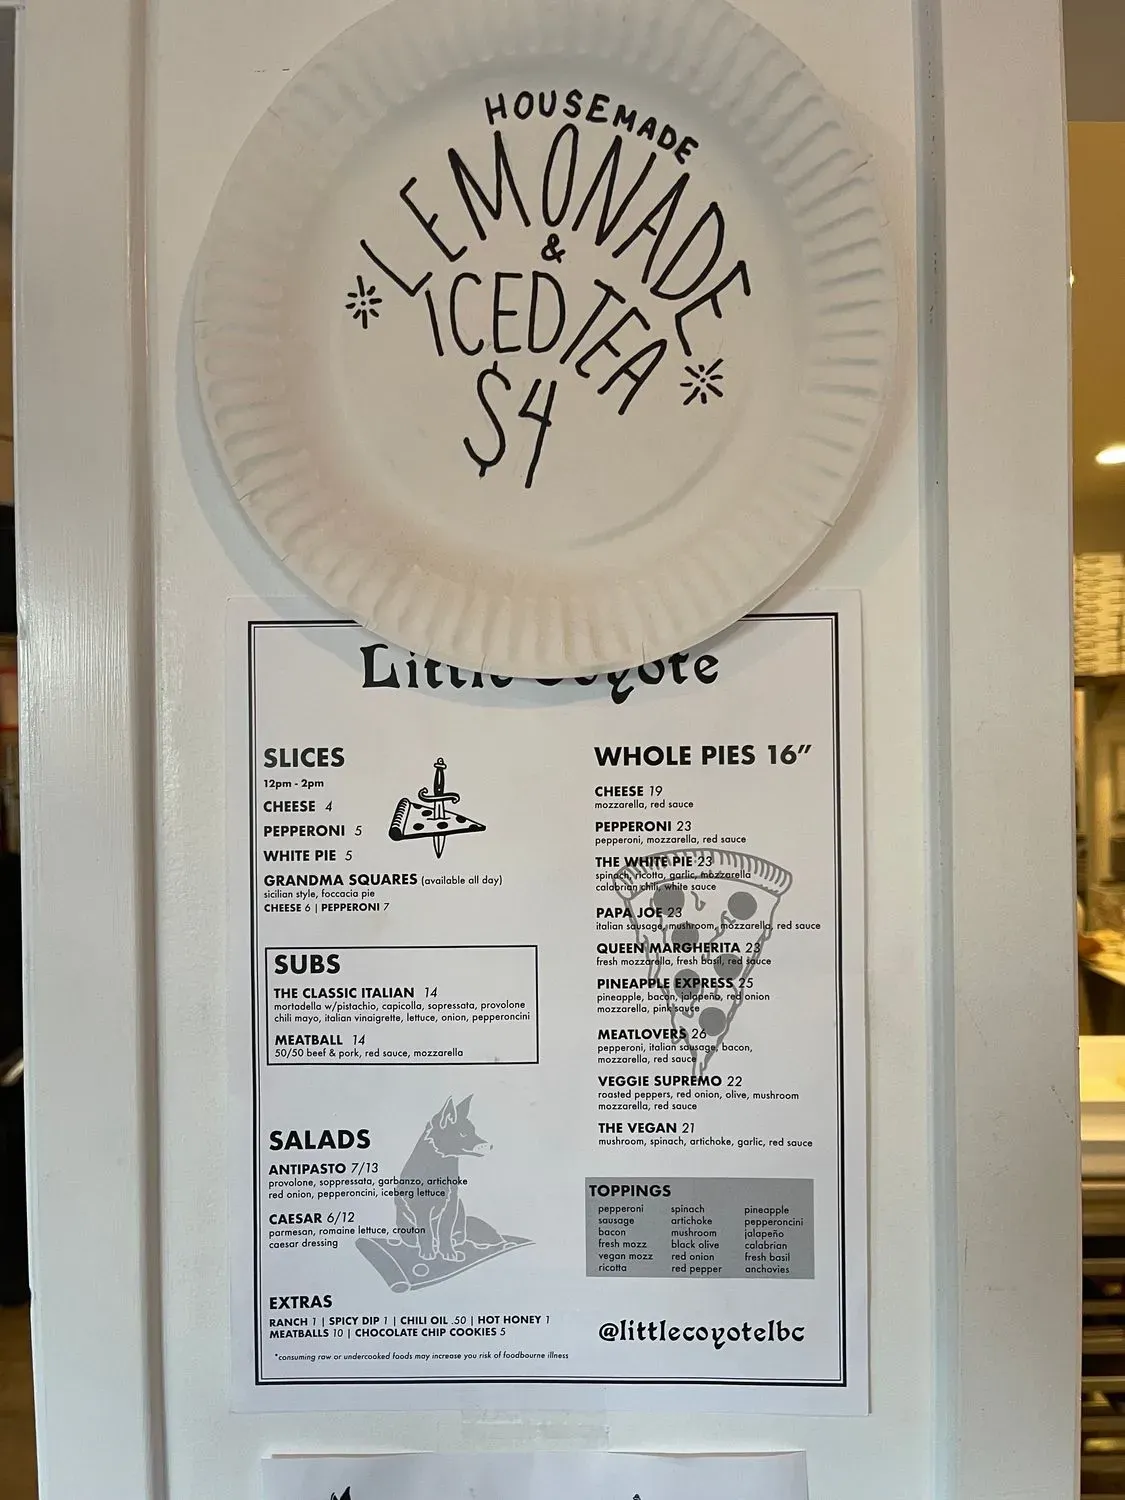 HOUSEMADE
LEMONADE
&
ICED TEA
$4
Little Coyote
SLICES
12pm - 2pm
CHEESE 4
PEPPERONI 5
WHITE PIE 5
GRANDMA SQUARES (available all day)
sicilian style, foccacia pie
CHEESE 6 | PEPPERONI 7
SUBS
THE CLASSIC ITALIAN 14
mortadella w/pistachio, capicolla, sopressata, provolone
chili mayo, italian vinaigrette, lettuce, onion, pepperoncini
MEATBALL 14
50/50 beef & pork, red sauce, mozzarella
SALADS
ANTIPASTO 7/13
provolone, soppressata, garbanzo, artichoke
red onion, pepperoncini, iceberg lettuce
CAESAR 6/12
parmesan, romaine lettuce, crouton
caesar dressing
EXTRAS
RANCH 1 | SPICY DIP 1 | CHILI OIL .50 | HOT HONEY 1
MEATBALLS 10 | CHOCOLATE CHIP COOKIES 5
*consuming raw or undercooked foods may increase you risk of foodbourne illness
WHOLE PIES 16"
CHEESE 19
mozzarella, red sauce
PEPPERONI 23
pepperoni, mozzarella, red sauce
THE WHITE PIE 23
spinach, ricotta, garlic, mozzarella
calabrian chili, white sauce
PAPA JOE 23
italian sausage, mushroom, mozzarella, red sauce
QUEEN MARGHERITA 23
fresh mozzarella, fresh basil, red sauce
PINEAPPLE EXPRESS 25
pineapple, bacon, jalapeño, red onion
mozzarella, pink sauce
MEATLOVERS 26
pepperoni, italian sausage, bacon,
mozzarella, red sauce
VEGGIE SUPREMO 22
roasted peppers, red onion, olive, mushroom
mozzarella, red sauce
THE VEGAN 21
mushroom, spinach, artichoke, garlic, red sauce
TOPPINGS
pepperoni spinach pineapple
sausage artichoke pepperoncini
bacon mushroom jalapeño
fresh mozz black olive calabrian
vegan mozz red onion fresh basil
ricotta red pepper anchovies
@littlecoyotelbc